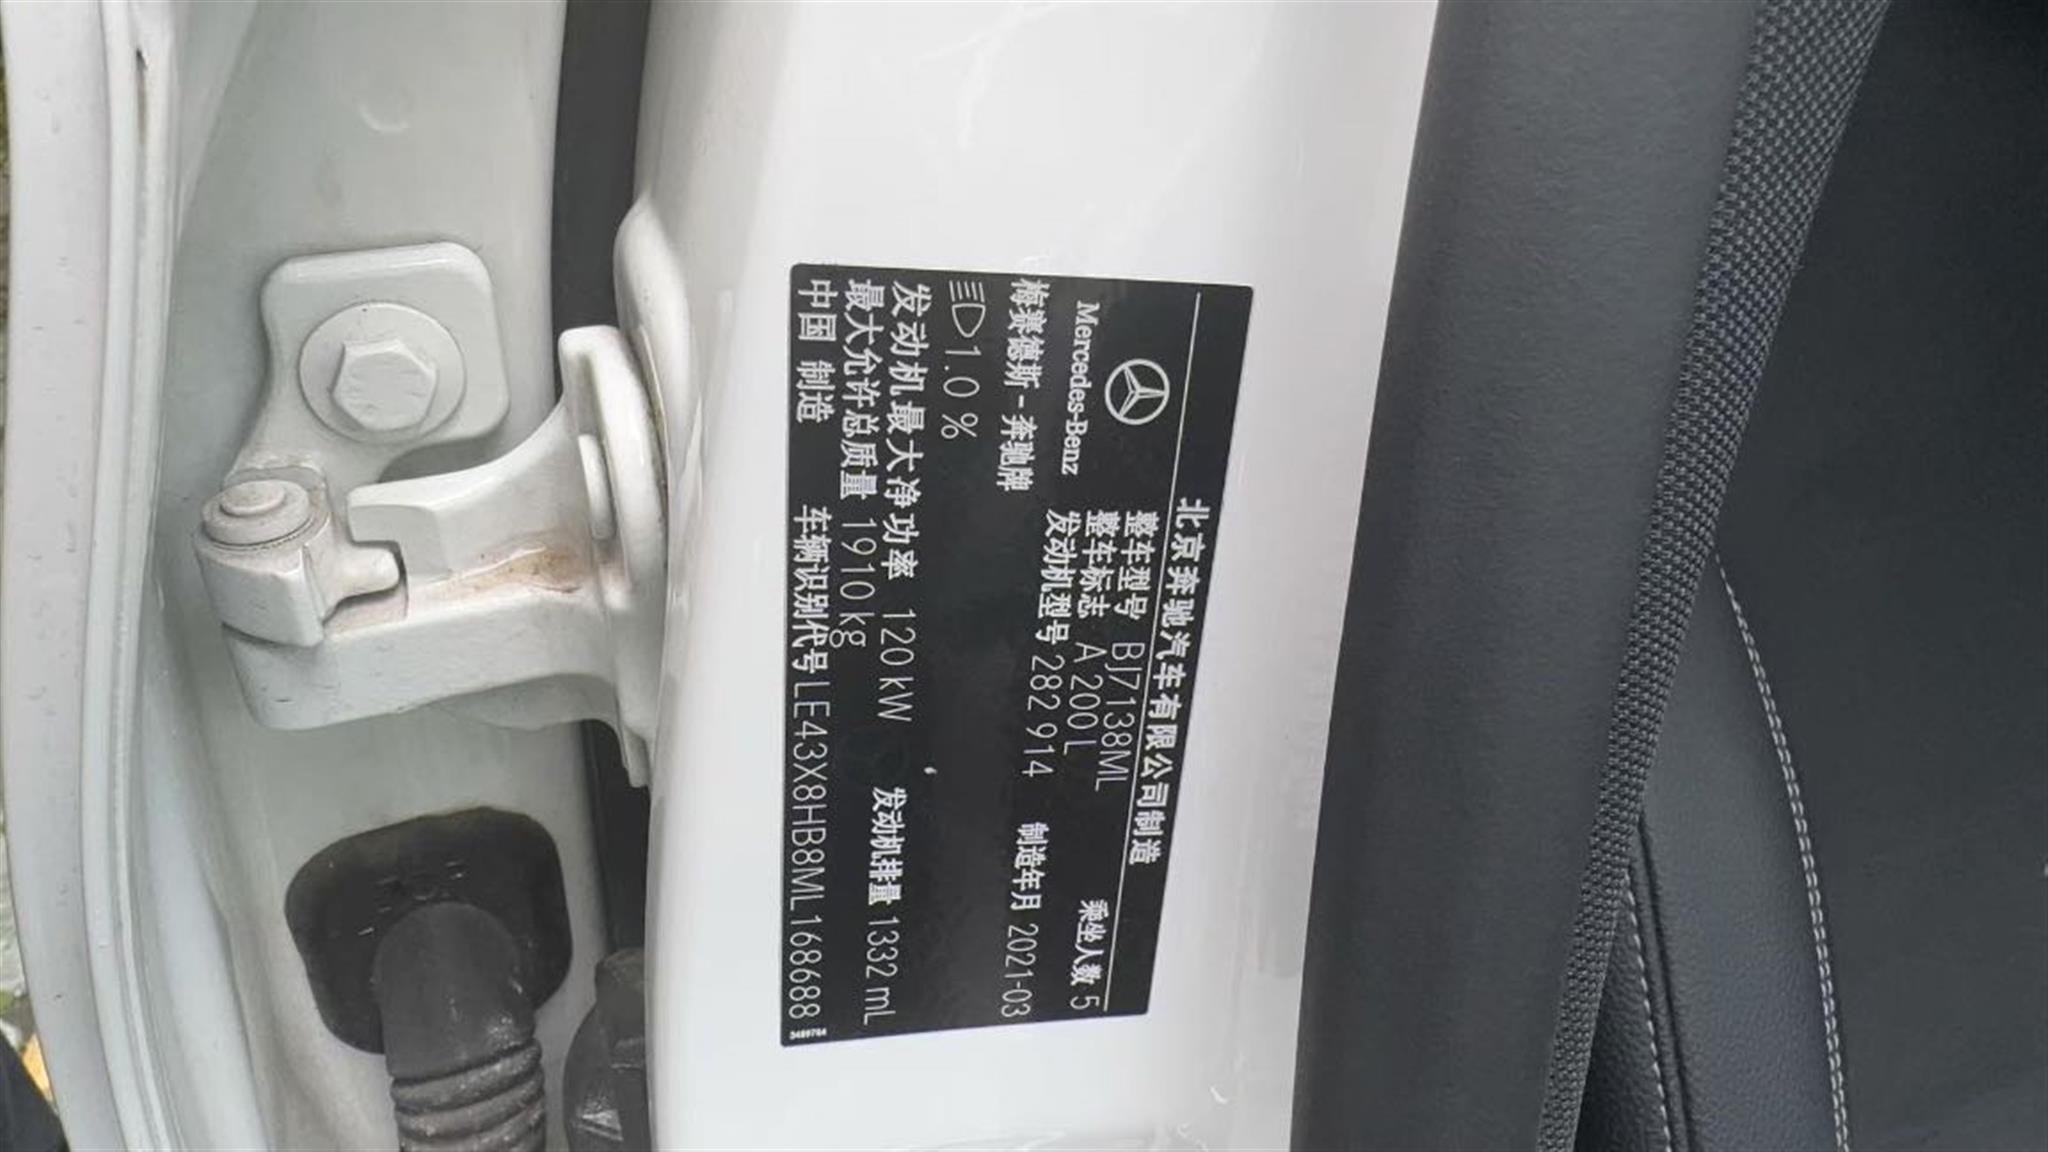 北京奔驰汽车有限公司制造
Mercedes-Benz
梅赛德斯-奔驰牌
整车型号 BJ7138ML
整车标志 A 200 L 乘坐人数 5
发动机型号 282 914 制造年月 2021-03
1.0 %
发动机最大净功率 120 kW 发动机排量 1332 mL
最大允许总质量 1910 kg
中国 制造 车辆识别代号 LE43X8HB8ML168688